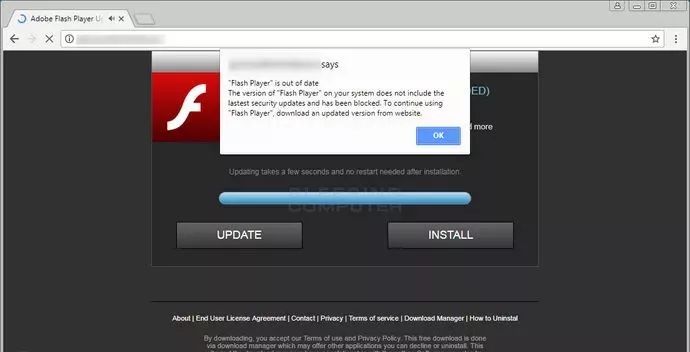 Adobe Flash Player U
says
"Flash Player" is out of date
The version of "Flash Player" on your system does not include the
lastest security updates and has been blocked. To continue using
"Flash Player", download an updated version from website.
OK
ED)
of more
Updating takes a few seconds and no restart needed after installation.
BLEEPING
COMPUTER
UPDATE INSTALL
About | End User License Agreement | Contact | Privacy | Terms of service | Download Manager | How to Uninstal
By downloading, you accept our Terms of use and Privacy Policy. This free download is done
via download manager which may offer other applications you can decline or uninstall. This